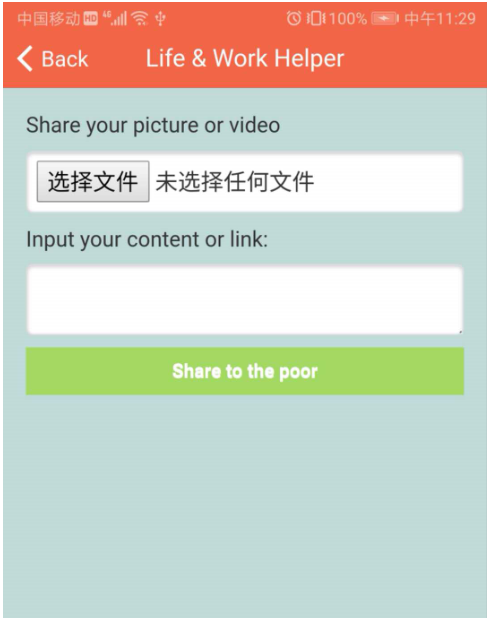 中国移动 HD 46 100% 中午11:29
Back Life & Work Helper
Share your picture or video
选择文件 未选择任何文件
Input your content or link:
Share to the poor